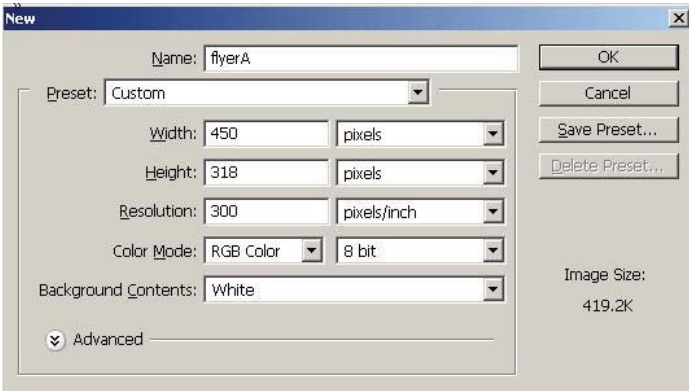 New
Name: flyerA
OK
Preset: Custom
Cancel
Width: 450 pixels
Save Preset...
Height: 318 pixels
Delete Preset...
Resolution: 300 pixels/inch
Color Mode: RGB Color 8 bit
Image Size:
Background Contents: White
419.2K
Advanced